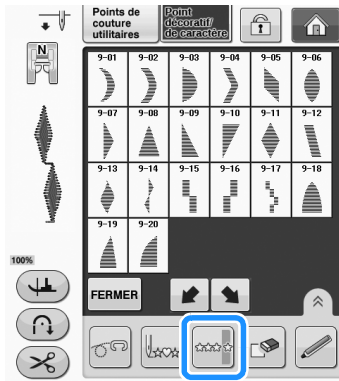 Points de
couture
utilitaires
Point
décoratif/
de caractère
N
9-01 9-02 9-03 9-04 9-05 9-06
9-07 9-08 9-09 9-10 9-11 9-12
9-13 9-14 9-15 9-16 9-17 9-18
9-19 9-20
100%
FERMER